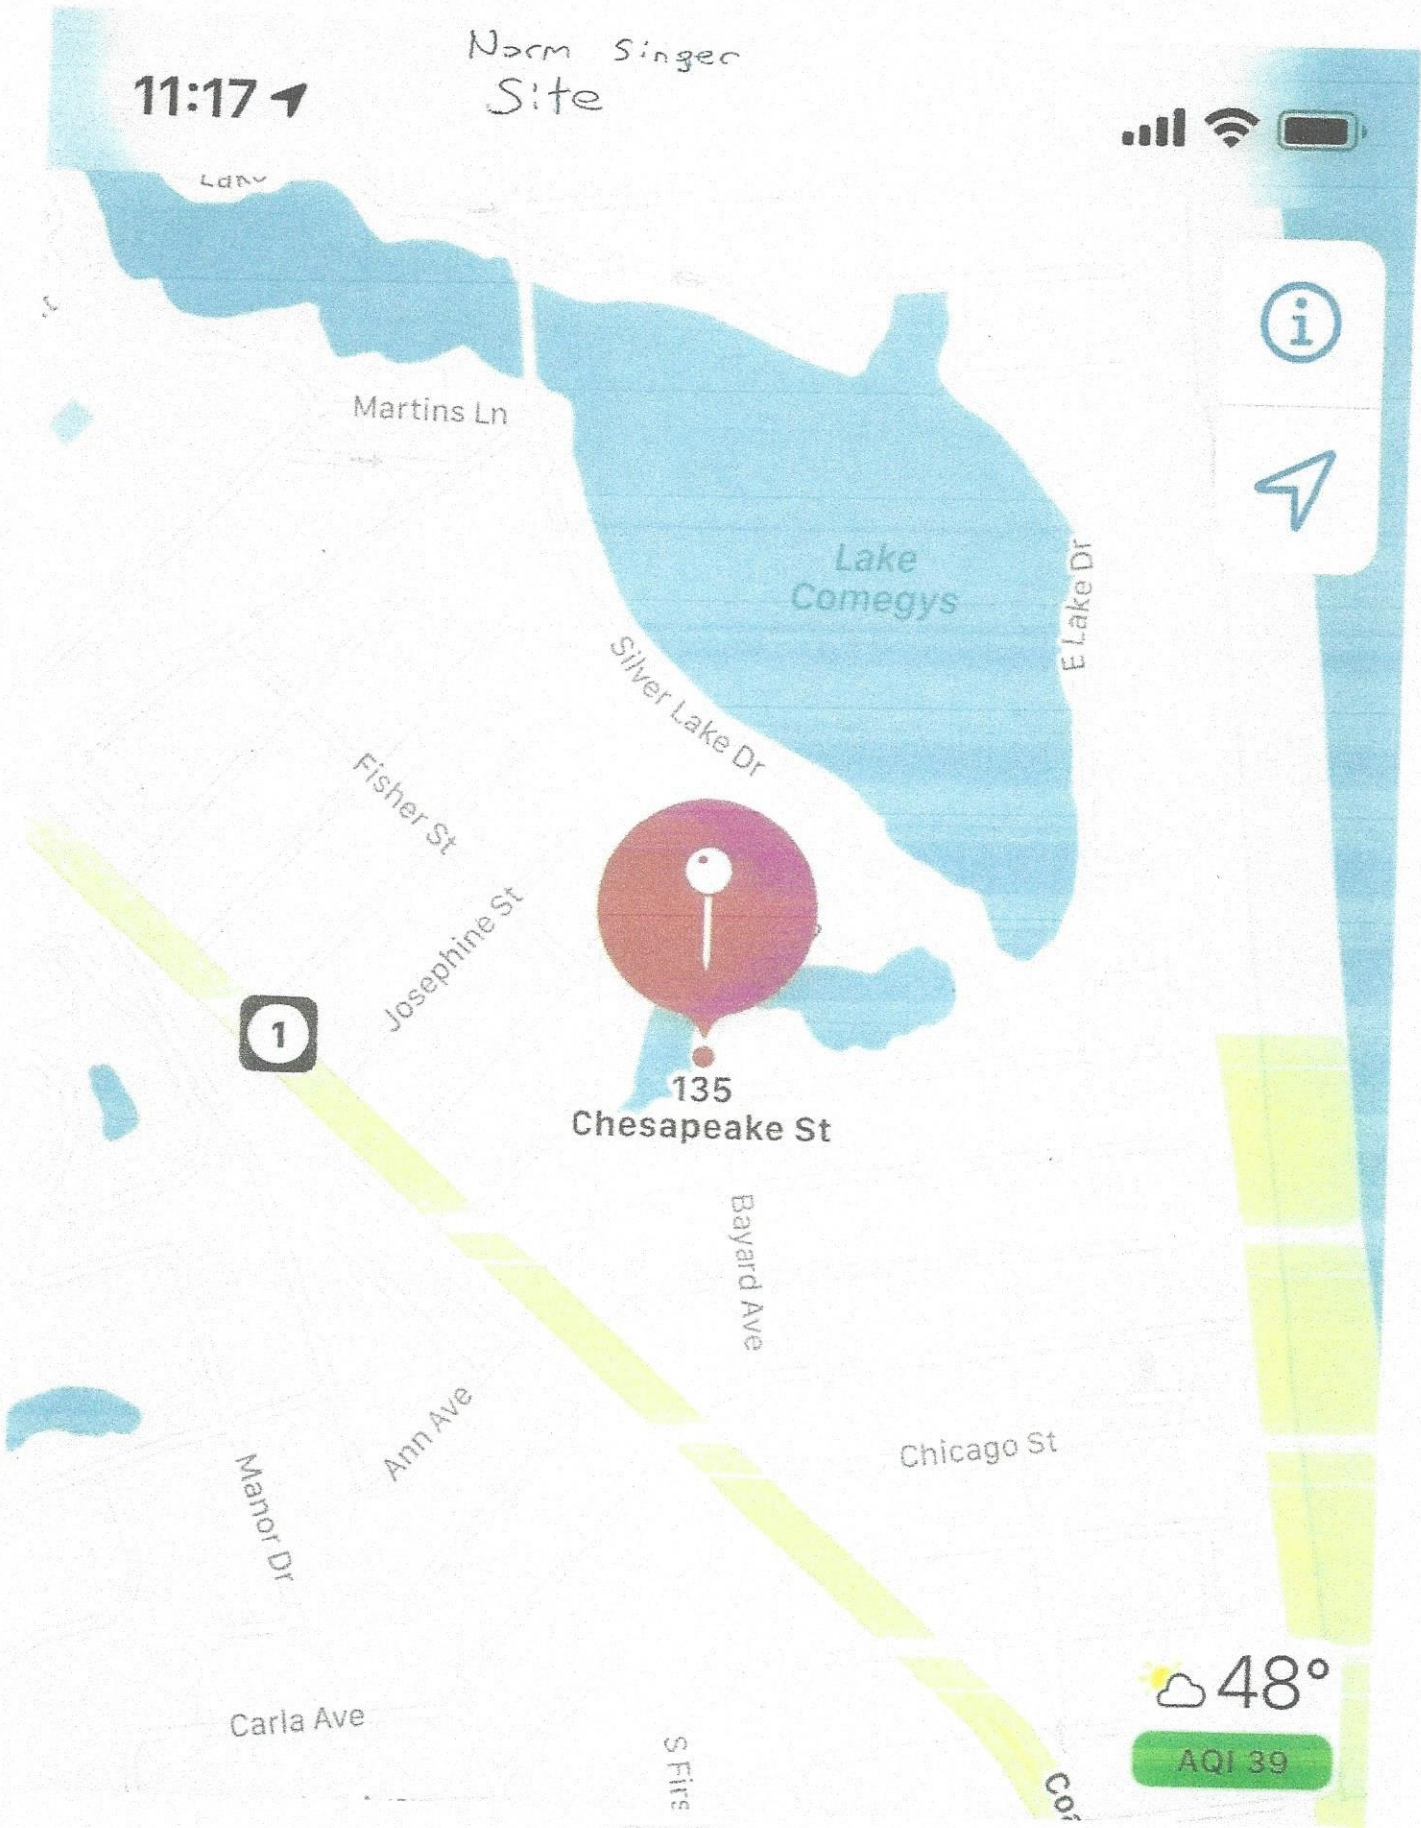 Norm Singer
11:17
Site
Martins Ln
Lake
Comegys
E Lake Dr
Silver Lake Dr
Fisher St
Josephine St
1
135
Chesapeake St
Bayard Ave
Ann Ave
Chicago St
Manor Dr
48°
Carla Ave
AQI 39
S Firs